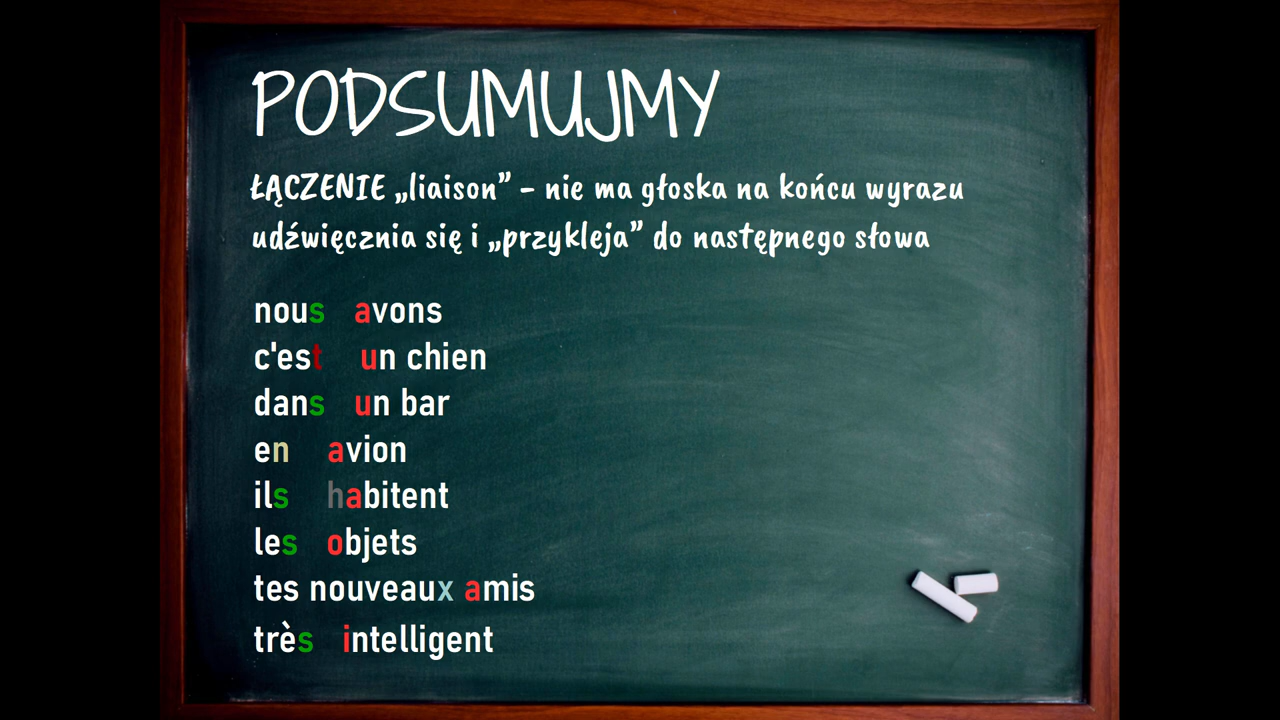 PODSUMUJMY
ŁĄCZENIE „liaison” - nie ma głoska na końcu wyrazu
udźwięcznia się i „przykleja” do następnego słowa
nous avons
c'est un chien
dans un bar
en avion
ils habitent
les objets
tes nouveaux amis
très intelligent